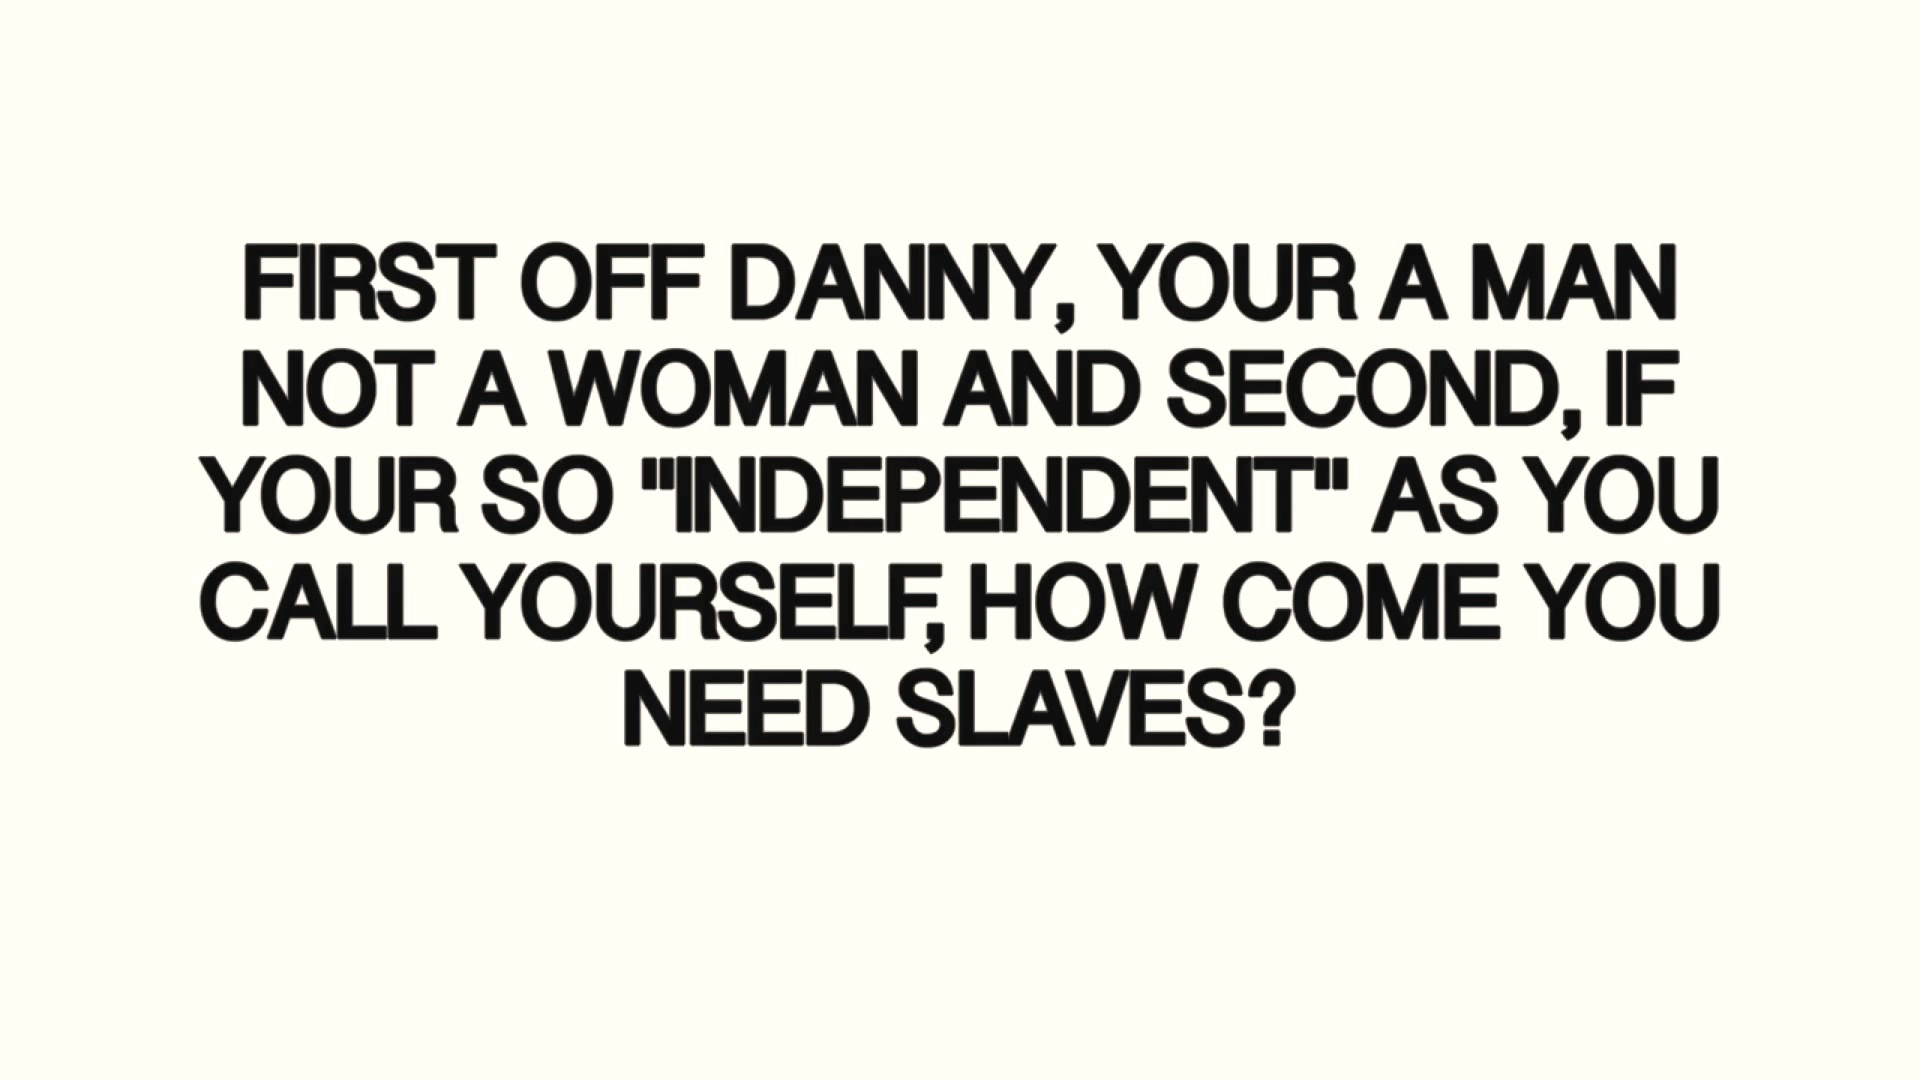 FIRST OFF DANNY, YOUR A MAN
NOT A WOMAN AND SECOND, IF
YOUR SO "INDEPENDENT" AS YOU
CALL YOURSELF, HOW COME YOU
NEED SLAVES?